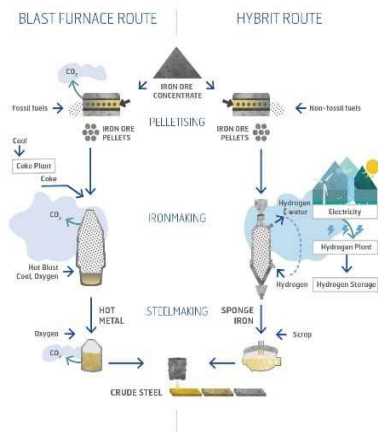 BLAST FURNACE ROUTE
HYBRIT ROUTE
CO₂
IRON ORE
CONCENTRATE
Fossil fuels
Non-fossil fuels
PELLETISING
IRON ORE
PELLETS
IRON ORE
PELLETS
Coal
Coke Plant
Coke
CO₂
IRONMAKING
Hydrogen
& water
Electricity
Hydrogen Plant
Hot Blast
Coal, Oxygen
Hydrogen
Hydrogen Storage
HOT
METAL
STEELMAKING
SPONGE
IRON
Oxygen
Scrap
CO₂
CRUDE STEEL